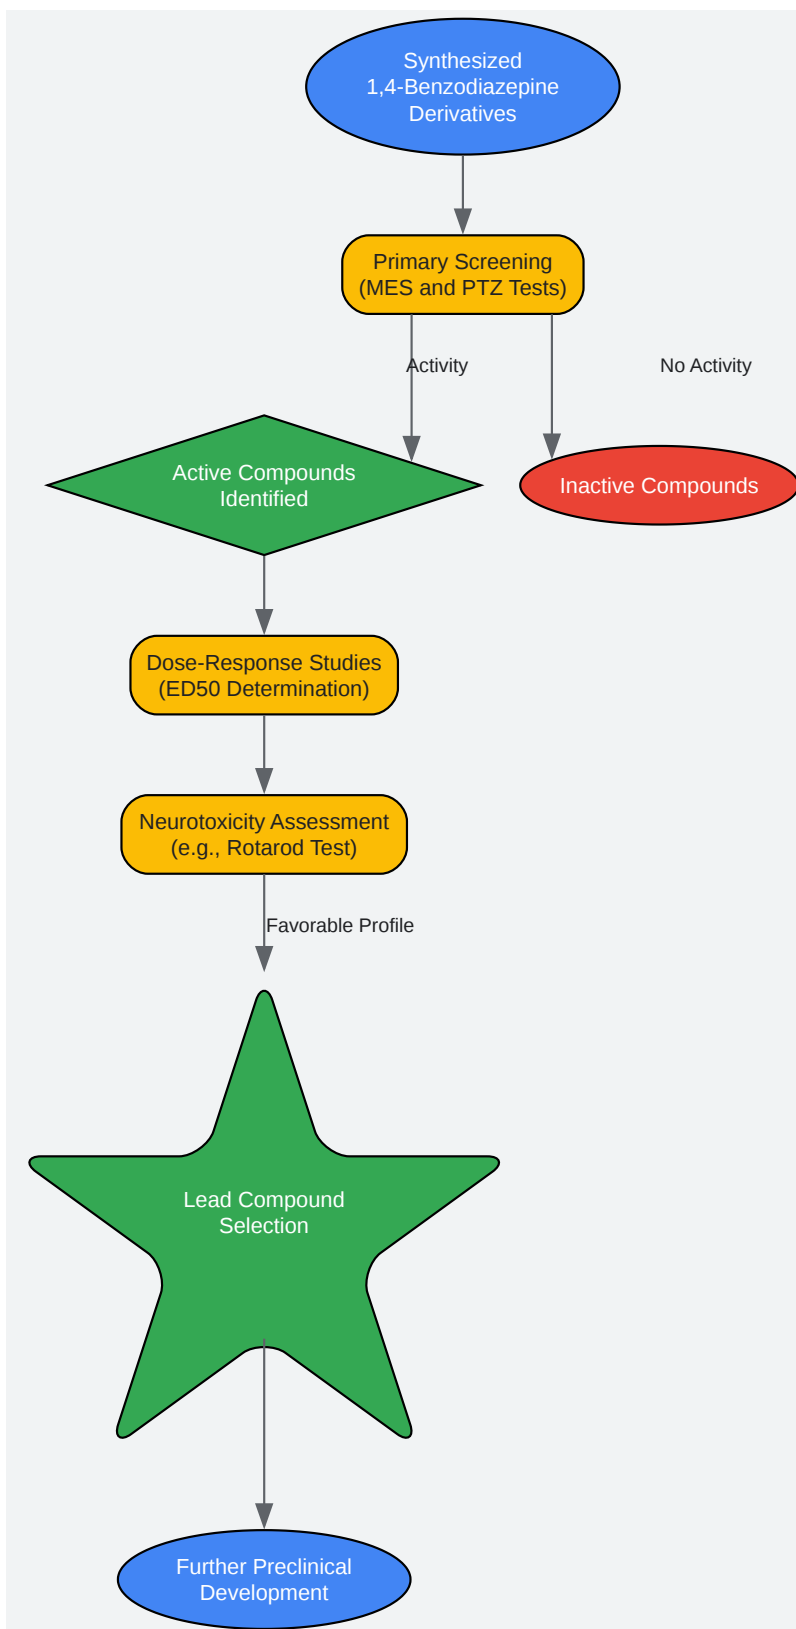 Synthesized
1,4-Benzodiazepine
Derivatives
Primary Screening
(MES and PTZ Tests)
Activity
No Activity
Active Compounds
Identified
Inactive Compounds
Dose-Response Studies
(ED50 Determination)
Neurotoxicity Assessment
(e.g., Rotarod Test)
Favorable Profile
Lead Compound
Selection
Further Preclinical
Development